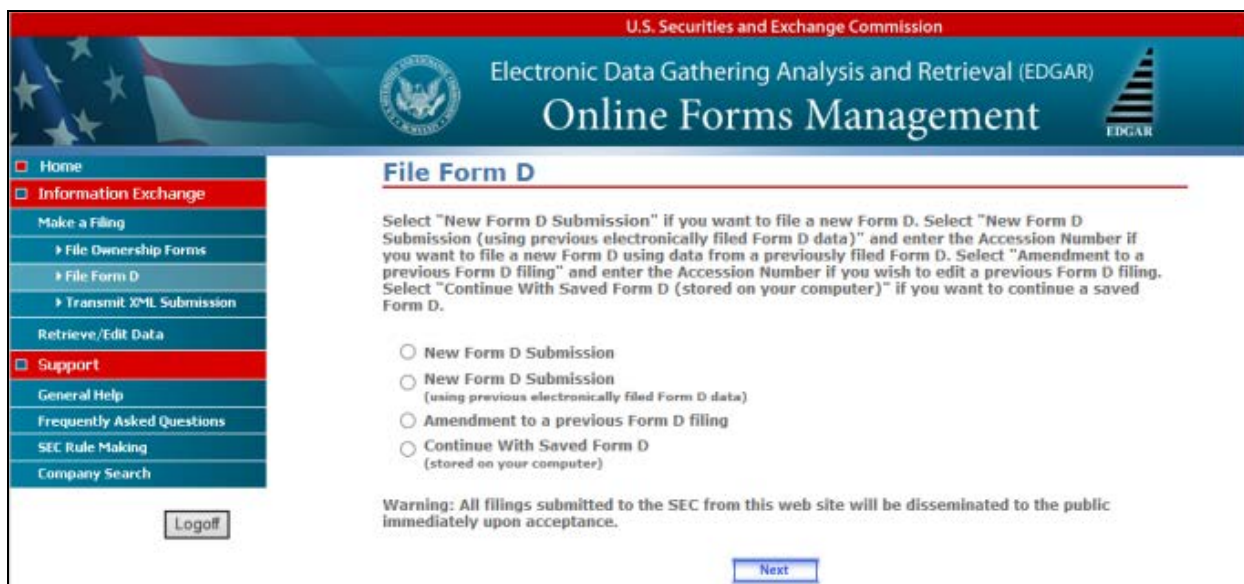 U.S. Securities and Exchange Commission
Electronic Data Gathering Analysis and Retrieval (EDGAR)
Online Forms Management
EDGAR
Home
Information Exchange
Make a Filing
File Ownership Forms
File Form D
Transmit XML Submission
Retrieve/Edit Data
Support
General Help
Frequently Asked Questions
SEC Rule Making
Company Search
Logoff
File Form D
Select "New Form D Submission" if you want to file a new Form D. Select "New Form D
Submission (using previous electronically filed Form D data)" and enter the Accession Number if
you want to file a new Form D using data from a previously filed Form D. Select "Amendment to a
previous Form D filing" and enter the Accession Number if you wish to edit a previous Form D filing.
Select "Continue With Saved Form D (stored on your computer)" if you want to continue a saved
Form D.
New Form D Submission
New Form D Submission
(using previous electronically filed Form D data)
Amendment to a previous Form D filing
Continue With Saved Form D
(stored on your computer)
Warning: All filings submitted to the SEC from this web site will be disseminated to the public
immediately upon acceptance.
Next